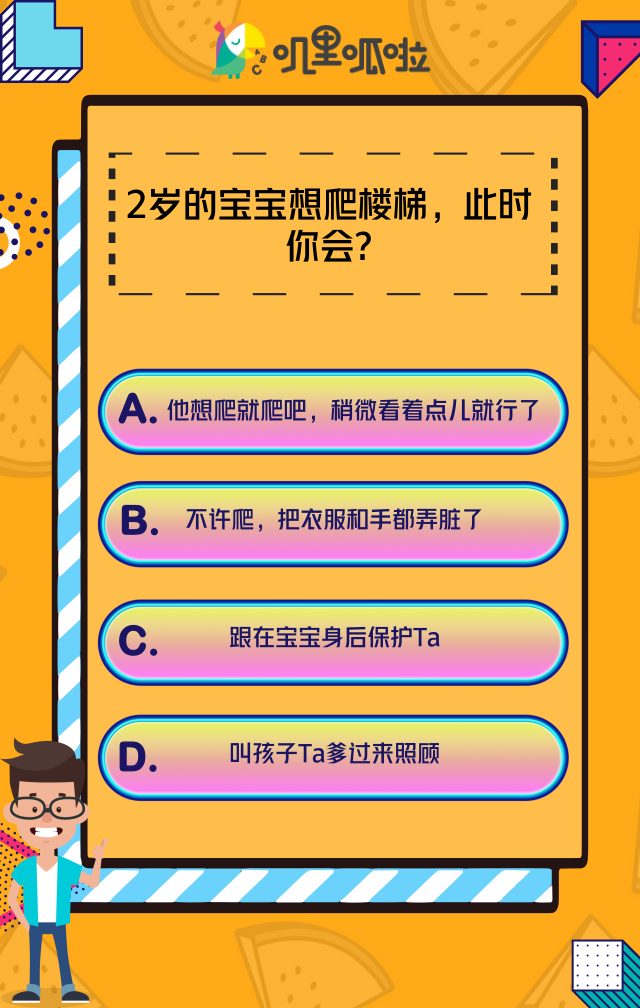 ABC
叽里呱啦
2岁的宝宝想爬楼梯，此时
你会？
A. 他想爬就爬吧，稍微看着点儿就行了
B. 不许爬，把衣服和手都弄脏了
C. 跟在宝宝身后保护Ta
D. 叫孩子Ta爹过来照顾